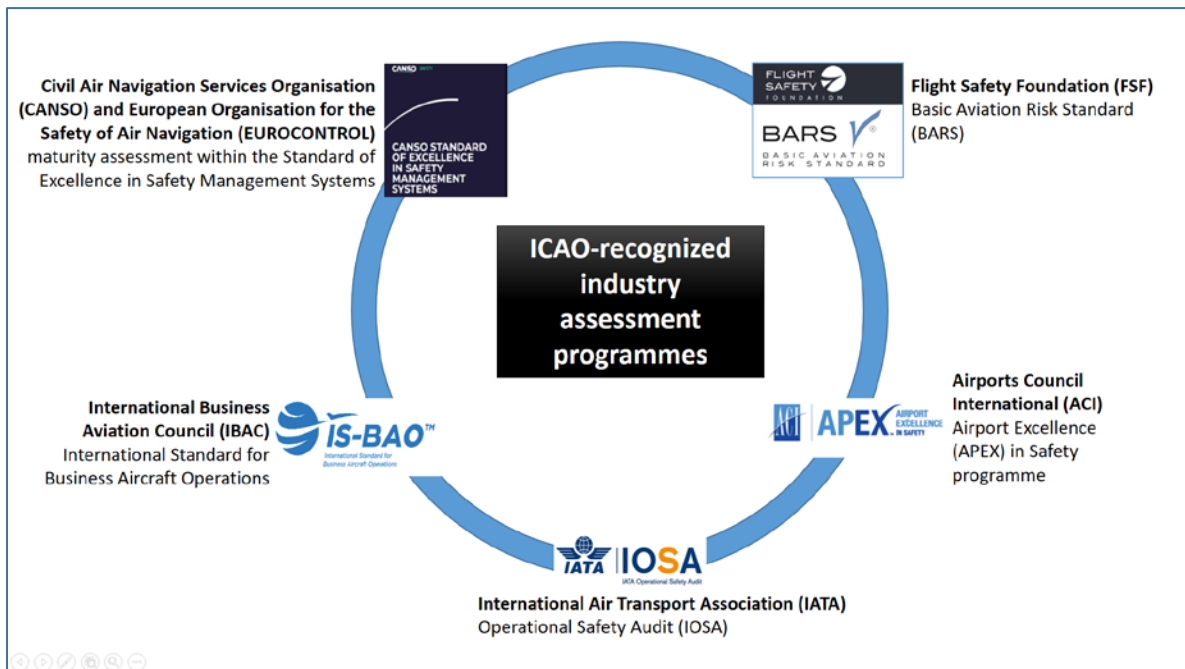 Civil Air Navigation Services Organisation
(CANSO) and European Organisation for the
Safety of Air Navigation (EUROCONTROL)
maturity assessment within the Standard of
Excellence in Safety Management Systems
CANSO
CANSO STANDARD
OF EXCELLENCE
IN SAFETY
MANAGEMENT
SYSTEMS
FLIGHT
SAFETY
FOUNDATION
BARS
BASIC AVIATION
RISK STANDARD
Flight Safety Foundation (FSF)
Basic Aviation Risk Standard
(BARS)
ICAO-recognized
industry
assessment
programmes
International Business
Aviation Council (IBAC)
International Standard for
Business Aircraft Operations
IS-BAO™
International Standard for
Business Aircraft Operations
ACI
APEX
AIRPORT
EXCELLENCE
IN SAFETY
Airports Council
International (ACI)
Airport Excellence
(APEX) in Safety
programme
IATA
IOSA
IATA Operational Safety Audit
International Air Transport Association (IATA)
Operational Safety Audit (IOSA)